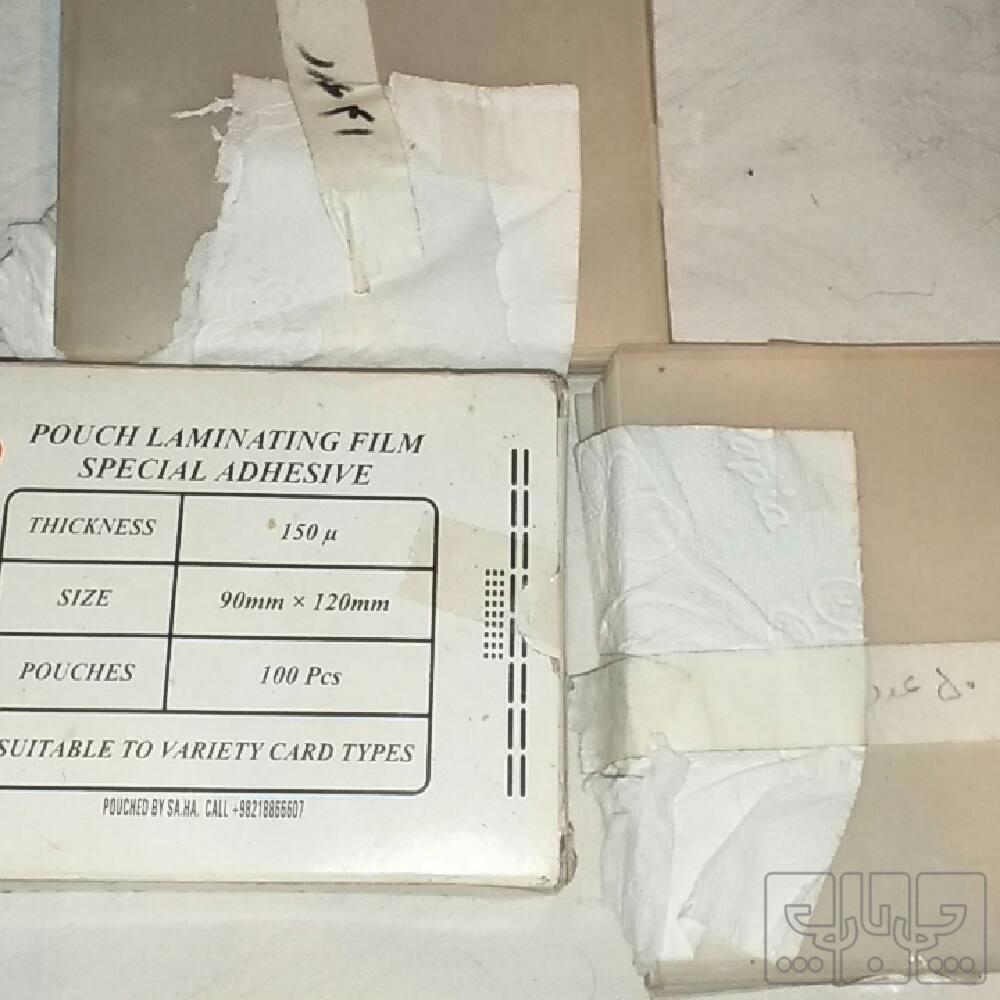 POUCH LAMINATING FILM
SPECIAL ADHESIVE
THICKNESS 150 μ
SIZE 90mm × 120mm
POUCHES 100 Pcs
SUITABLE TO VARIETY CARD TYPES
POUCHED BY SA.HA. CALL +98218866607